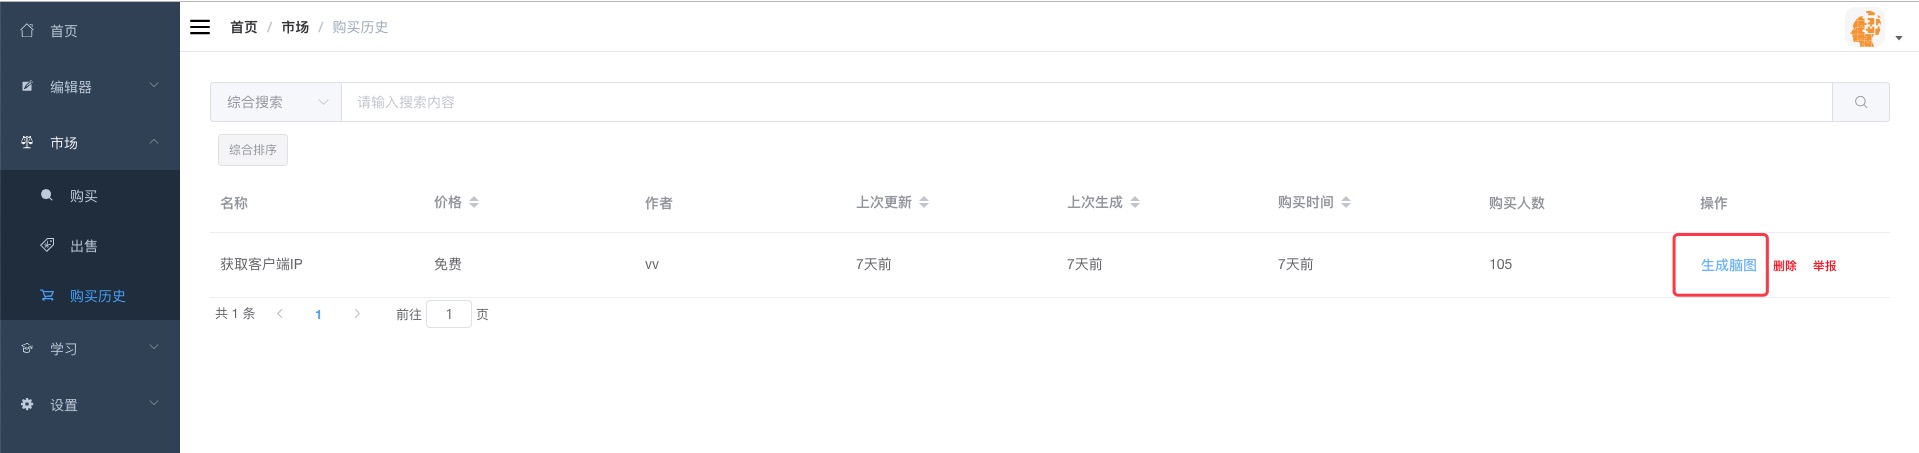 首页
编辑器
市场
购买
出售
购买历史
学习
设置
首页 / 市场 / 购买历史
综合搜索 请输入搜索内容
综合排序
名称 价格 作者 上次更新 上次生成 购买时间 购买人数 操作
获取客户端IP 免费 vv 7天前 7天前 7天前 105 生成脑图 删除 举报
共 1 条 1 前往 1 页